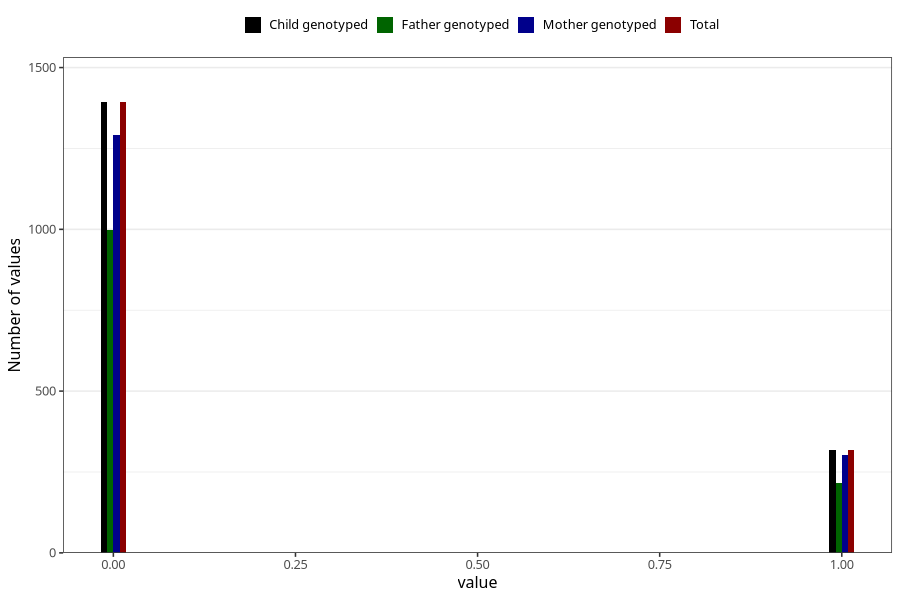 Child genotyped Father genotyped Mother genotyped Total
1500
1000
500
0
Number of values
0.00 0.25 0.50 0.75 1.00
value